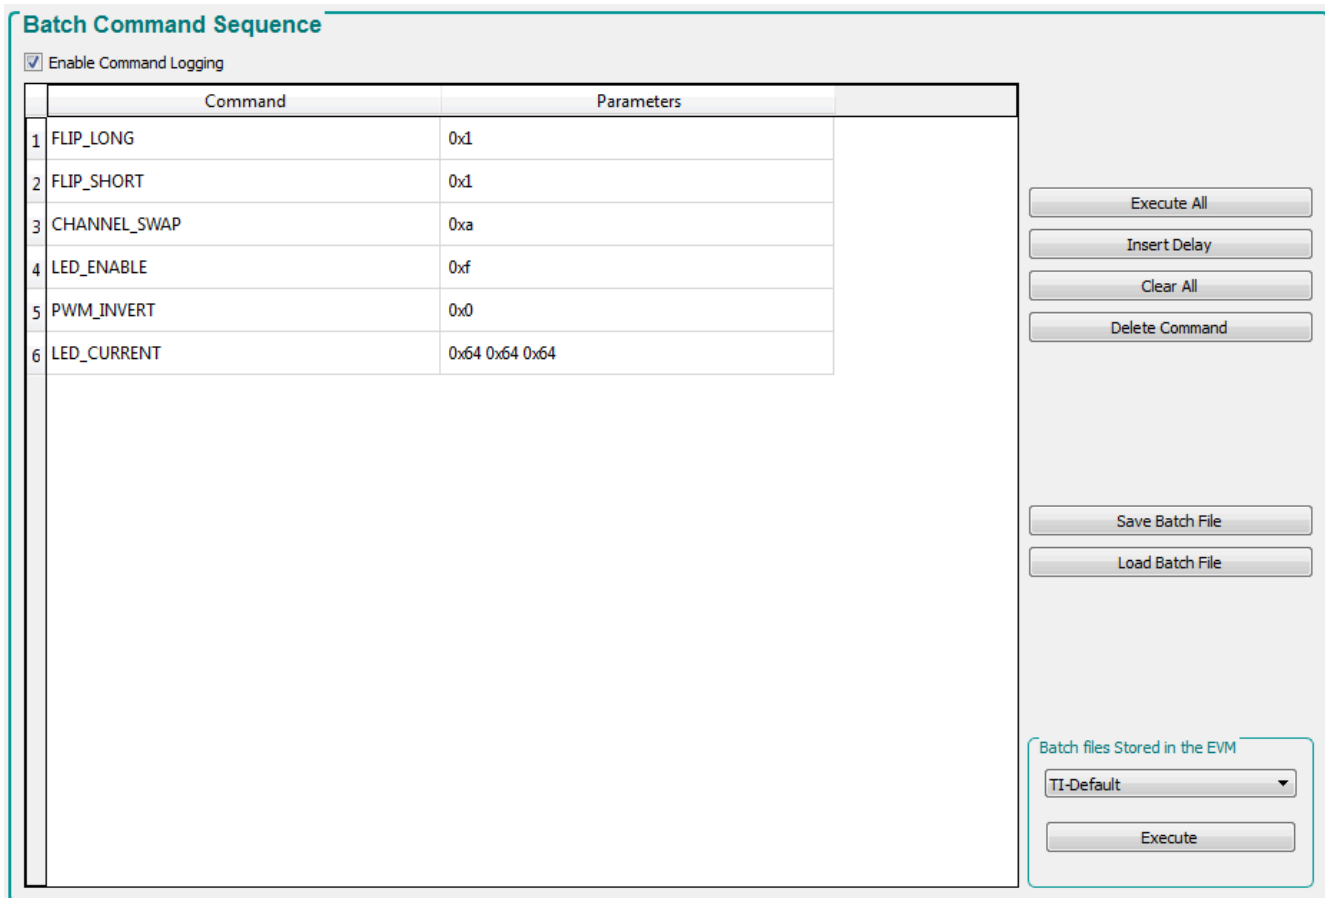 Batch Command Sequence
Enable Command Logging
Command Parameters
1 FLIP_LONG 0x1
2 FLIP_SHORT 0x1
3 CHANNEL_SWAP 0xa
4 LED_ENABLE 0xf
5 PWM_INVERT 0x0
6 LED_CURRENT 0x64 0x64 0x64
Execute All
Insert Delay
Clear All
Delete Command
Save Batch File
Load Batch File
Batch files Stored in the EVM
TI-Default
Execute